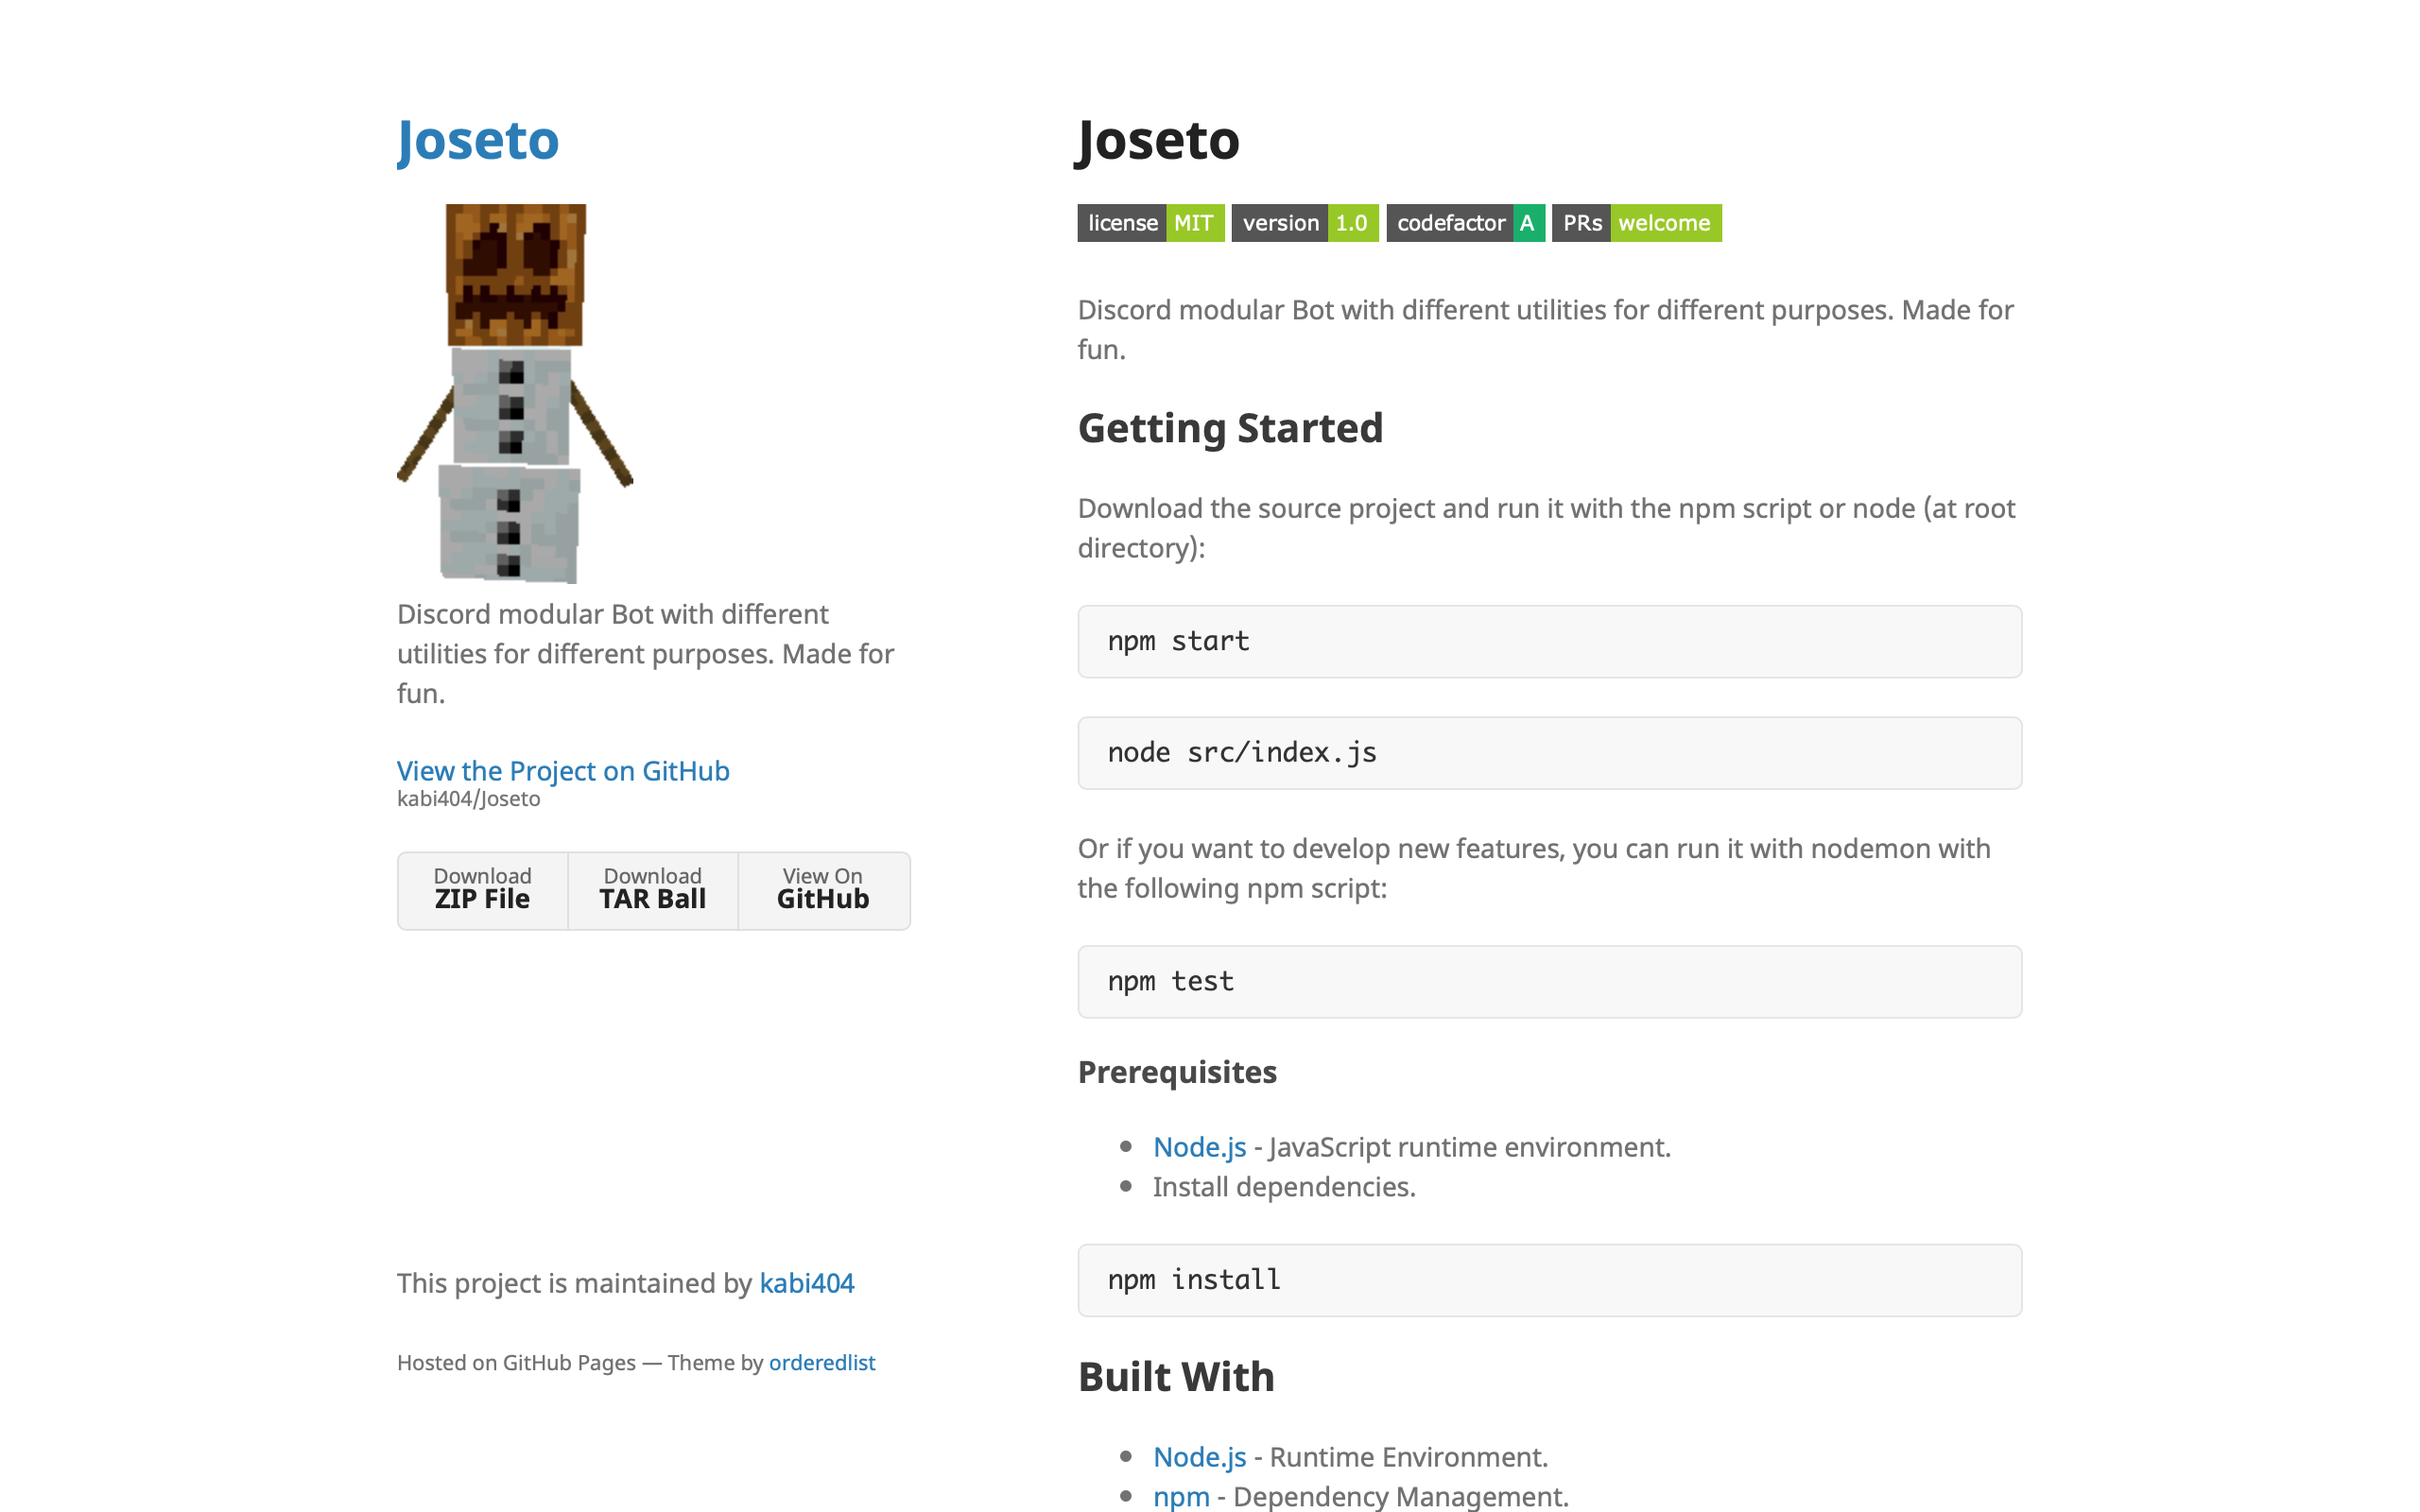 Joseto
Discord modular Bot with different
utilities for different purposes. Made for
fun.
View the Project on GitHub
kabi404/Joseto
Download
ZIP File
Download
TAR Ball
View On
GitHub
This project is maintained by kabi404
Hosted on GitHub Pages — Theme by orderedlist
Joseto
license MIT version 1.0 codefactor A PRs welcome
Discord modular Bot with different utilities for different purposes. Made for
fun.
Getting Started
Download the source project and run it with the npm script or node (at root
directory):
npm start
node src/index.js
Or if you want to develop new features, you can run it with nodemon with
the following npm script:
npm test
Prerequisites
Node.js - JavaScript runtime environment.
Install dependencies.
npm install
Built With
Node.js - Runtime Environment.
npm - Dependency Management.